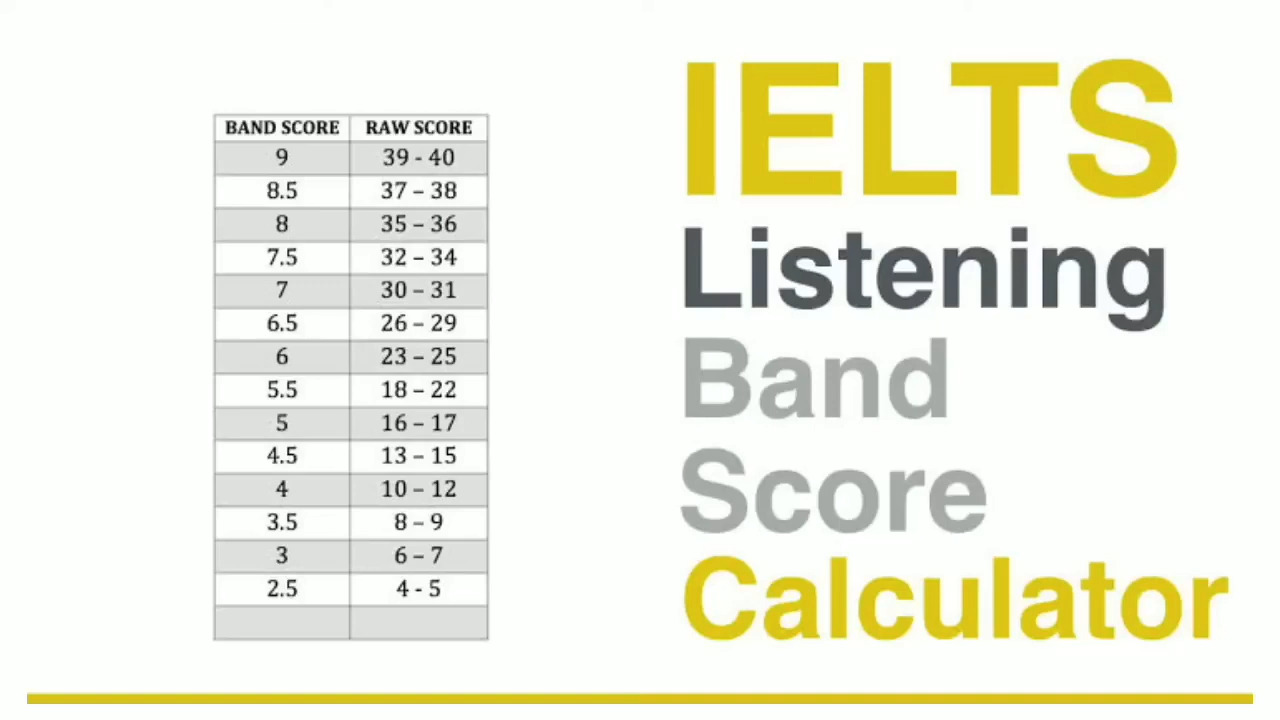 BAND SCORE RAW SCORE
9 39 - 40
8.5 37 – 38
8 35 – 36
7.5 32 – 34
7 30 – 31
6.5 26 – 29
6 23 – 25
5.5 18 – 22
5 16 – 17
4.5 13 – 15
4 10 – 12
3.5 8 – 9
3 6 – 7
2.5 4 - 5
IELTS
Listening
Band
Score
Calculator